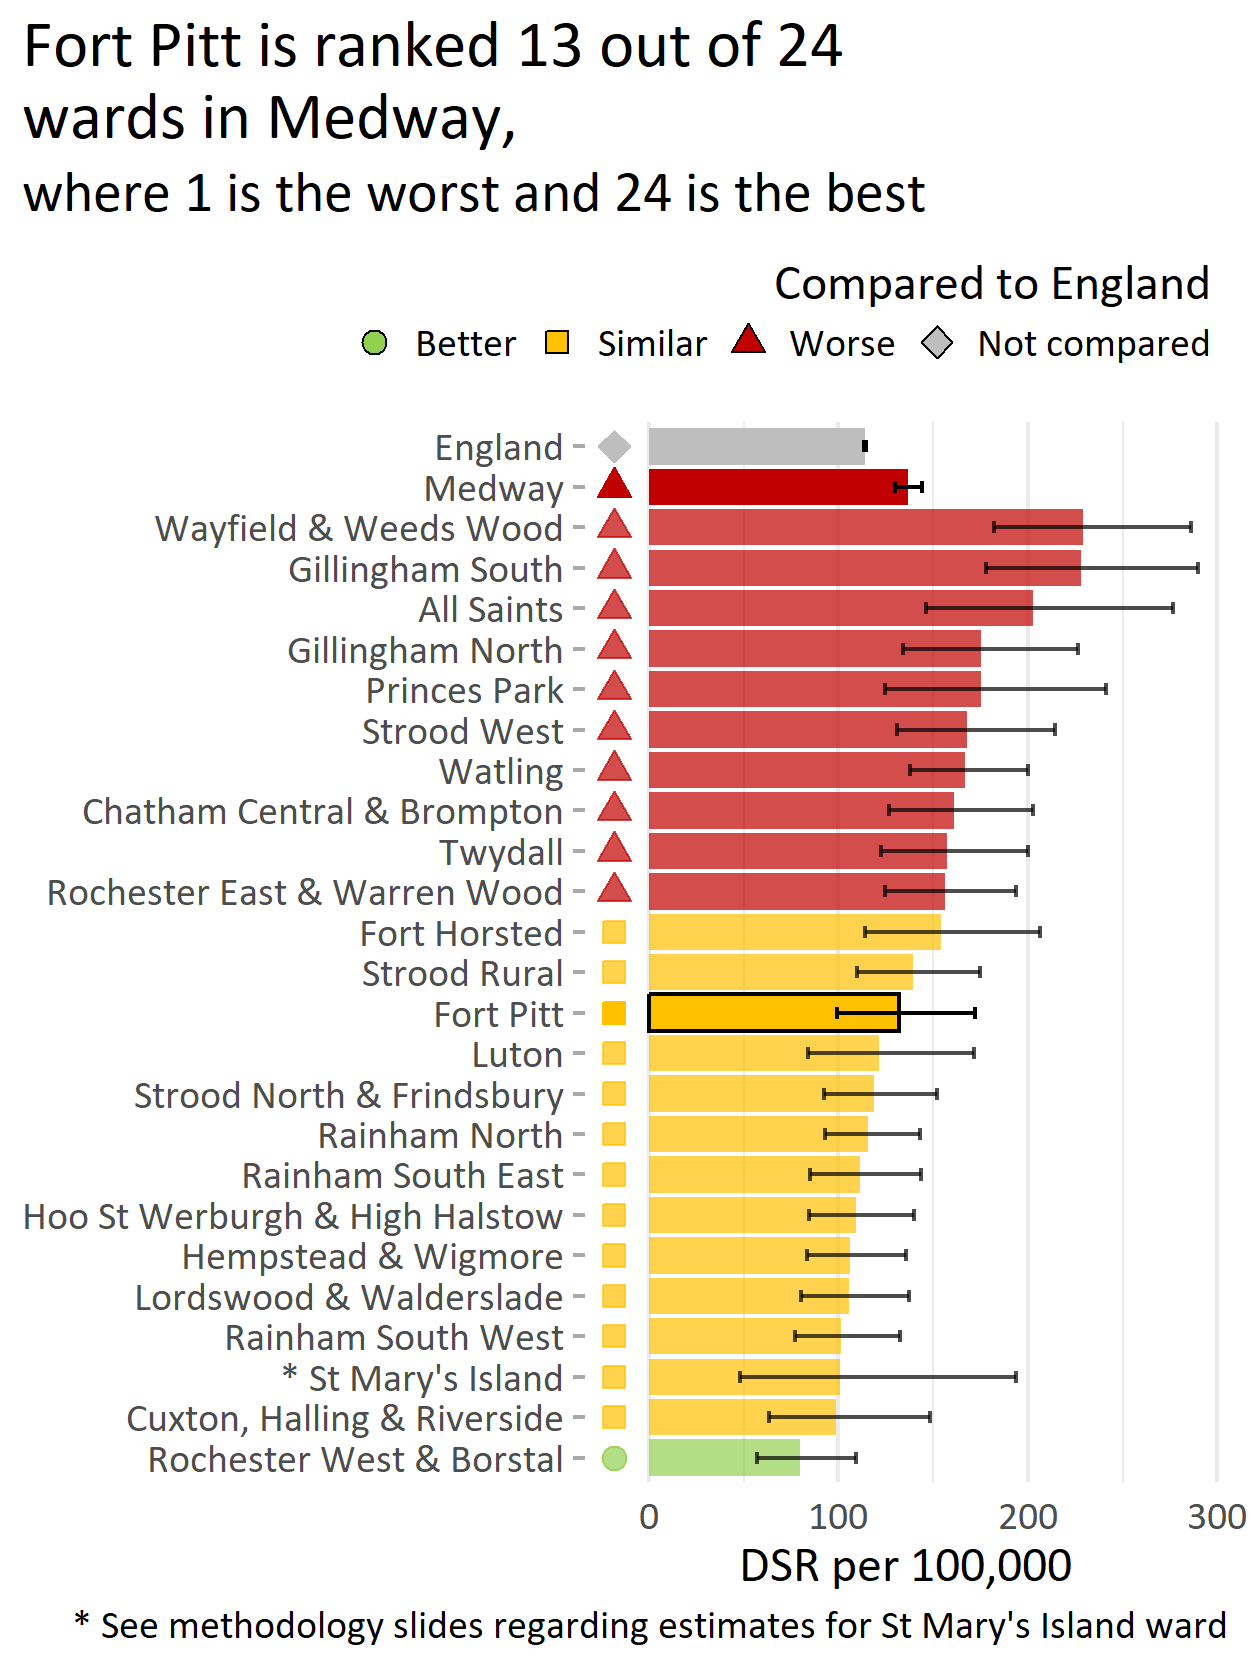 Fort Pitt is ranked 13 out of 24
wards in Medway,
where 1 is the worst and 24 is the best
Compared to England
Better Similar Worse Not compared
England
Medway
Wayfield & Weeds Wood
Gillingham South
All Saints
Gillingham North
Princes Park
Strood West
Watling
Chatham Central & Brompton
Twydall
Rochester East & Warren Wood
Fort Horsted
Strood Rural
Fort Pitt
Luton
Strood North & Frindsbury
Rainham North
Rainham South East
Hoo St Werburgh & High Halstow
Hempstead & Wigmore
Lordswood & Walderslade
Rainham South West
* St Mary's Island
Cuxton, Halling & Riverside
Rochester West & Borstal
0 100 200 300
DSR per 100,000
* See methodology slides regarding estimates for St Mary's Island ward